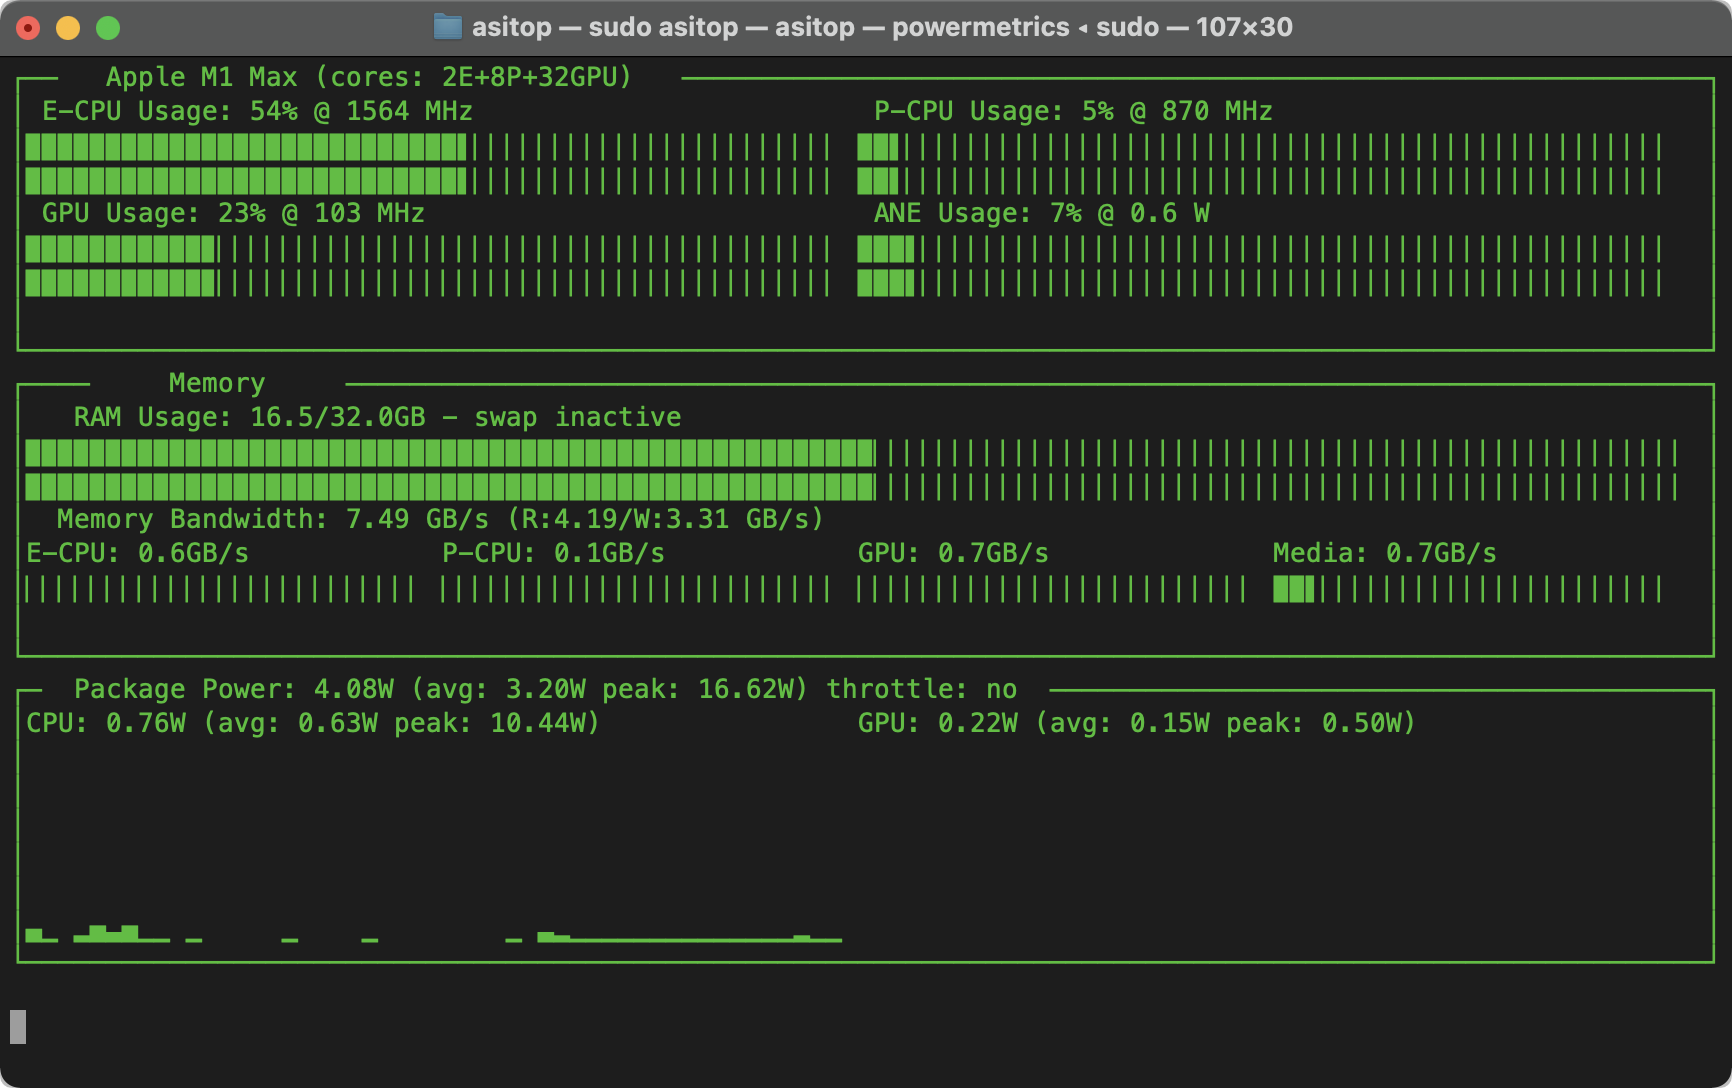 asitop — sudo asitop — asitop — powermetrics ◂ sudo — 107×30
Apple M1 Max (cores: 2E+8P+32GPU)
E-CPU Usage: 54% @ 1564 MHz
P-CPU Usage: 5% @ 870 MHz
GPU Usage: 23% @ 103 MHz
ANE Usage: 7% @ 0.6 W
Memory
RAM Usage: 16.5/32.0GB - swap inactive
Memory Bandwidth: 7.49 GB/s (R:4.19/W:3.31 GB/s)
E-CPU: 0.6GB/s
P-CPU: 0.1GB/s
GPU: 0.7GB/s
Media: 0.7GB/s
Package Power: 4.08W (avg: 3.20W peak: 16.62W) throttle: no
CPU: 0.76W (avg: 0.63W peak: 10.44W)
GPU: 0.22W (avg: 0.15W peak: 0.50W)